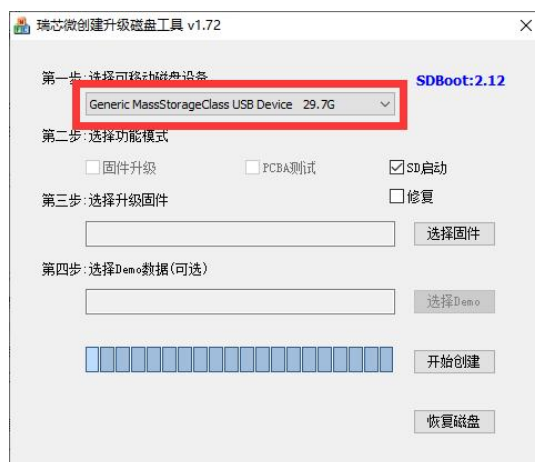 瑞芯微创建升级磁盘工具 v1.72
第一步:选择可移动磁盘设备
SDBoot:2.12
Generic MassStorageClass USB Device 29.7G
第二步:选择功能模式
固件升级
PCBA测试
SD启动
第三步:选择升级固件
修复
选择固件
第四步:选择Demo数据(可选)
选择Demo
开始创建
恢复磁盘